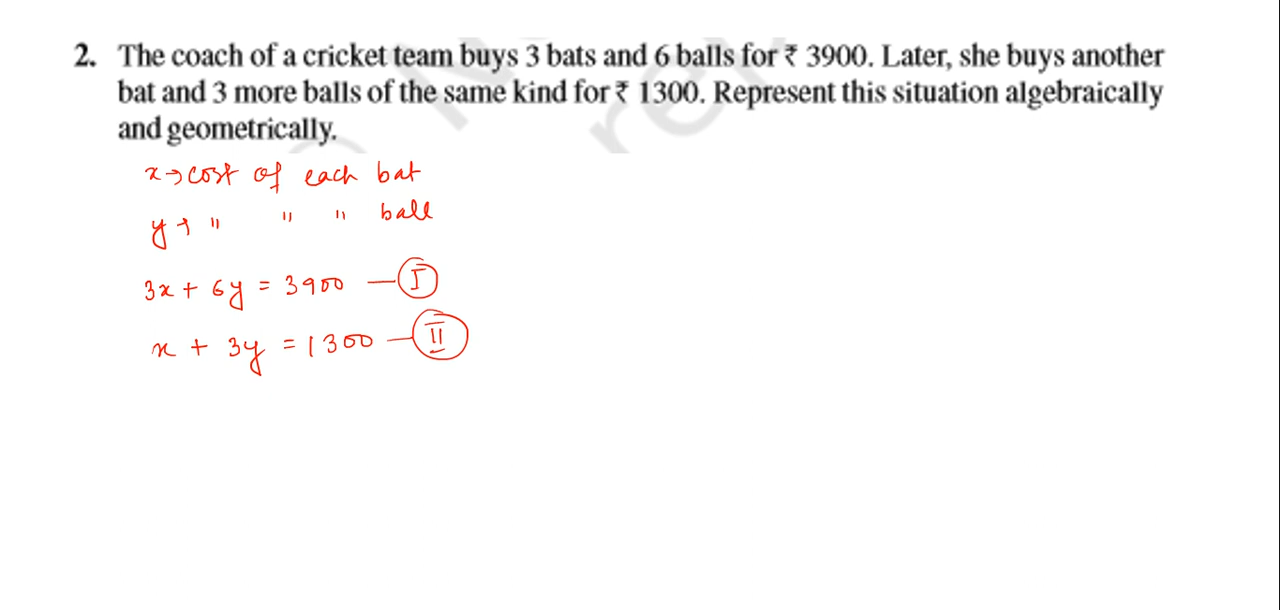 2. The coach of a cricket team buys 3 bats and 6 balls for ₹ 3900. Later, she buys another
bat and 3 more balls of the same kind for ₹ 1300. Represent this situation algebraically
and geometrically.
x → cost of each bat
y → " " " ball
3x + 6y = 3900 — I
x + 3y = 1300 — II